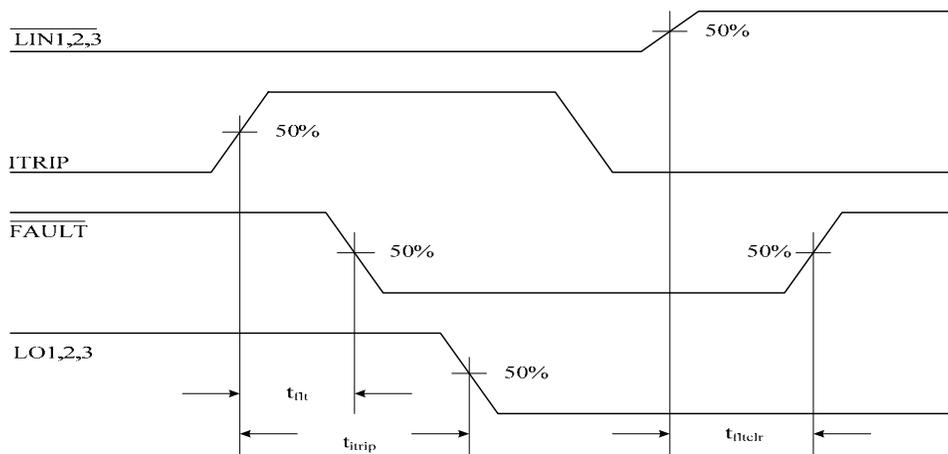 LIN1,2,3
50%
50%
ITRIP
FAULT
50%
50%
LO1,2,3
50%
tflt
titrip
tfltclr